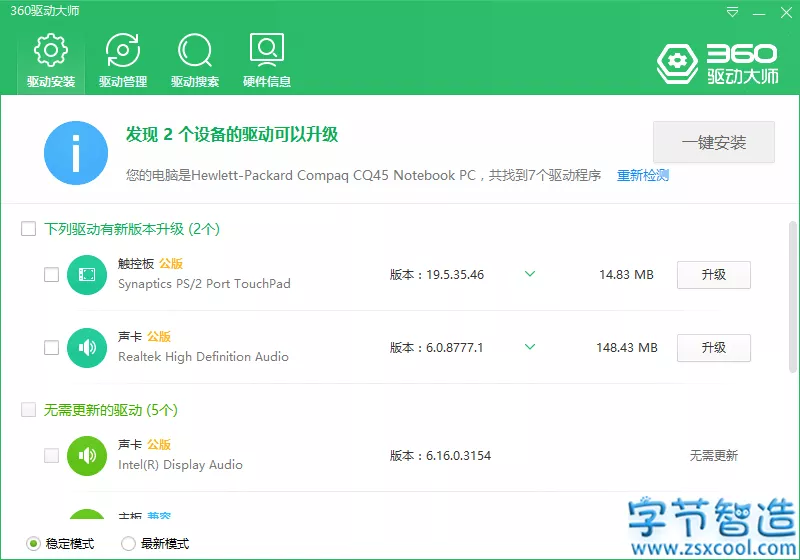 360驱动大师
驱动安装 驱动管理 驱动搜索 硬件信息
360
驱动大师
发现 2 个设备的驱动可以升级
一键安装
您的电脑是Hewlett-Packard Compaq CQ45 Notebook PC，共找到7个驱动程序 重新检测
下列驱动有新版本升级 (2个)
触控板 公版
Synaptics PS/2 Port TouchPad
版本：19.5.35.46 14.83 MB 升级
声卡 公版
Realtek High Definition Audio
版本：6.0.8777.1 148.43 MB 升级
无需更新的驱动 (5个)
声卡 公版
Intel(R) Display Audio
版本：6.16.0.3154 无需更新
主板 兼容
稳定模式 最新模式
字节智造
www.zsxcool.com